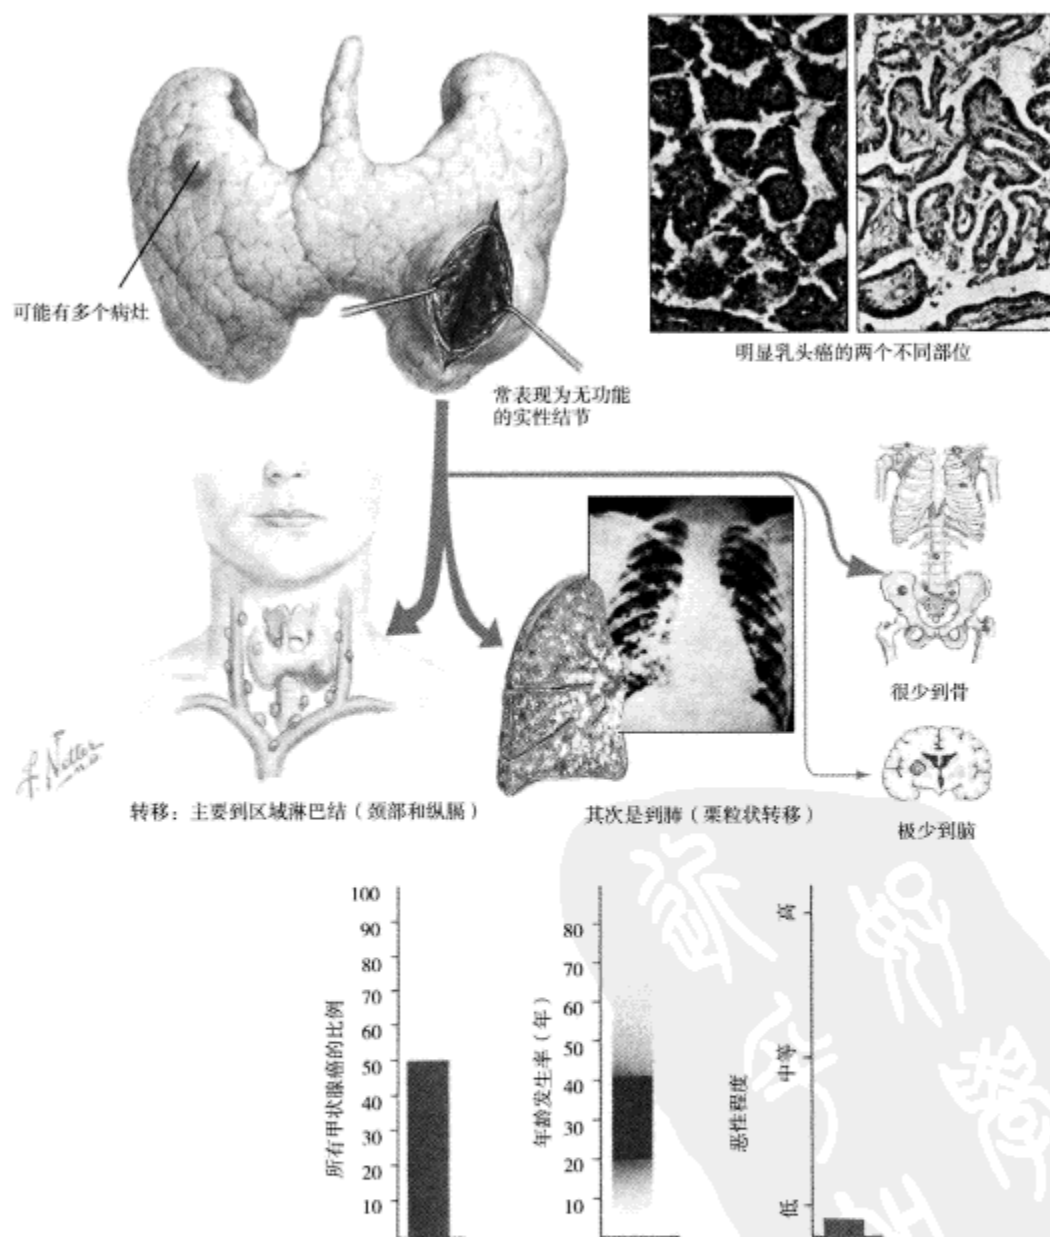 可能有多个病灶
明显乳头癌的两个不同部位
常表现为无功能
的实性结节
很少到骨
F. Netter
M.D.
转移：主要到区域淋巴结（颈部和纵膈）
其次是到肺（粟粒状转移）
极少到脑
所有甲状腺癌的比例
100
90
80
70
60
50
40
30
20
10
年龄发生率（年）
80
70
60
50
40
30
20
10
恶性程度
高
中等
低